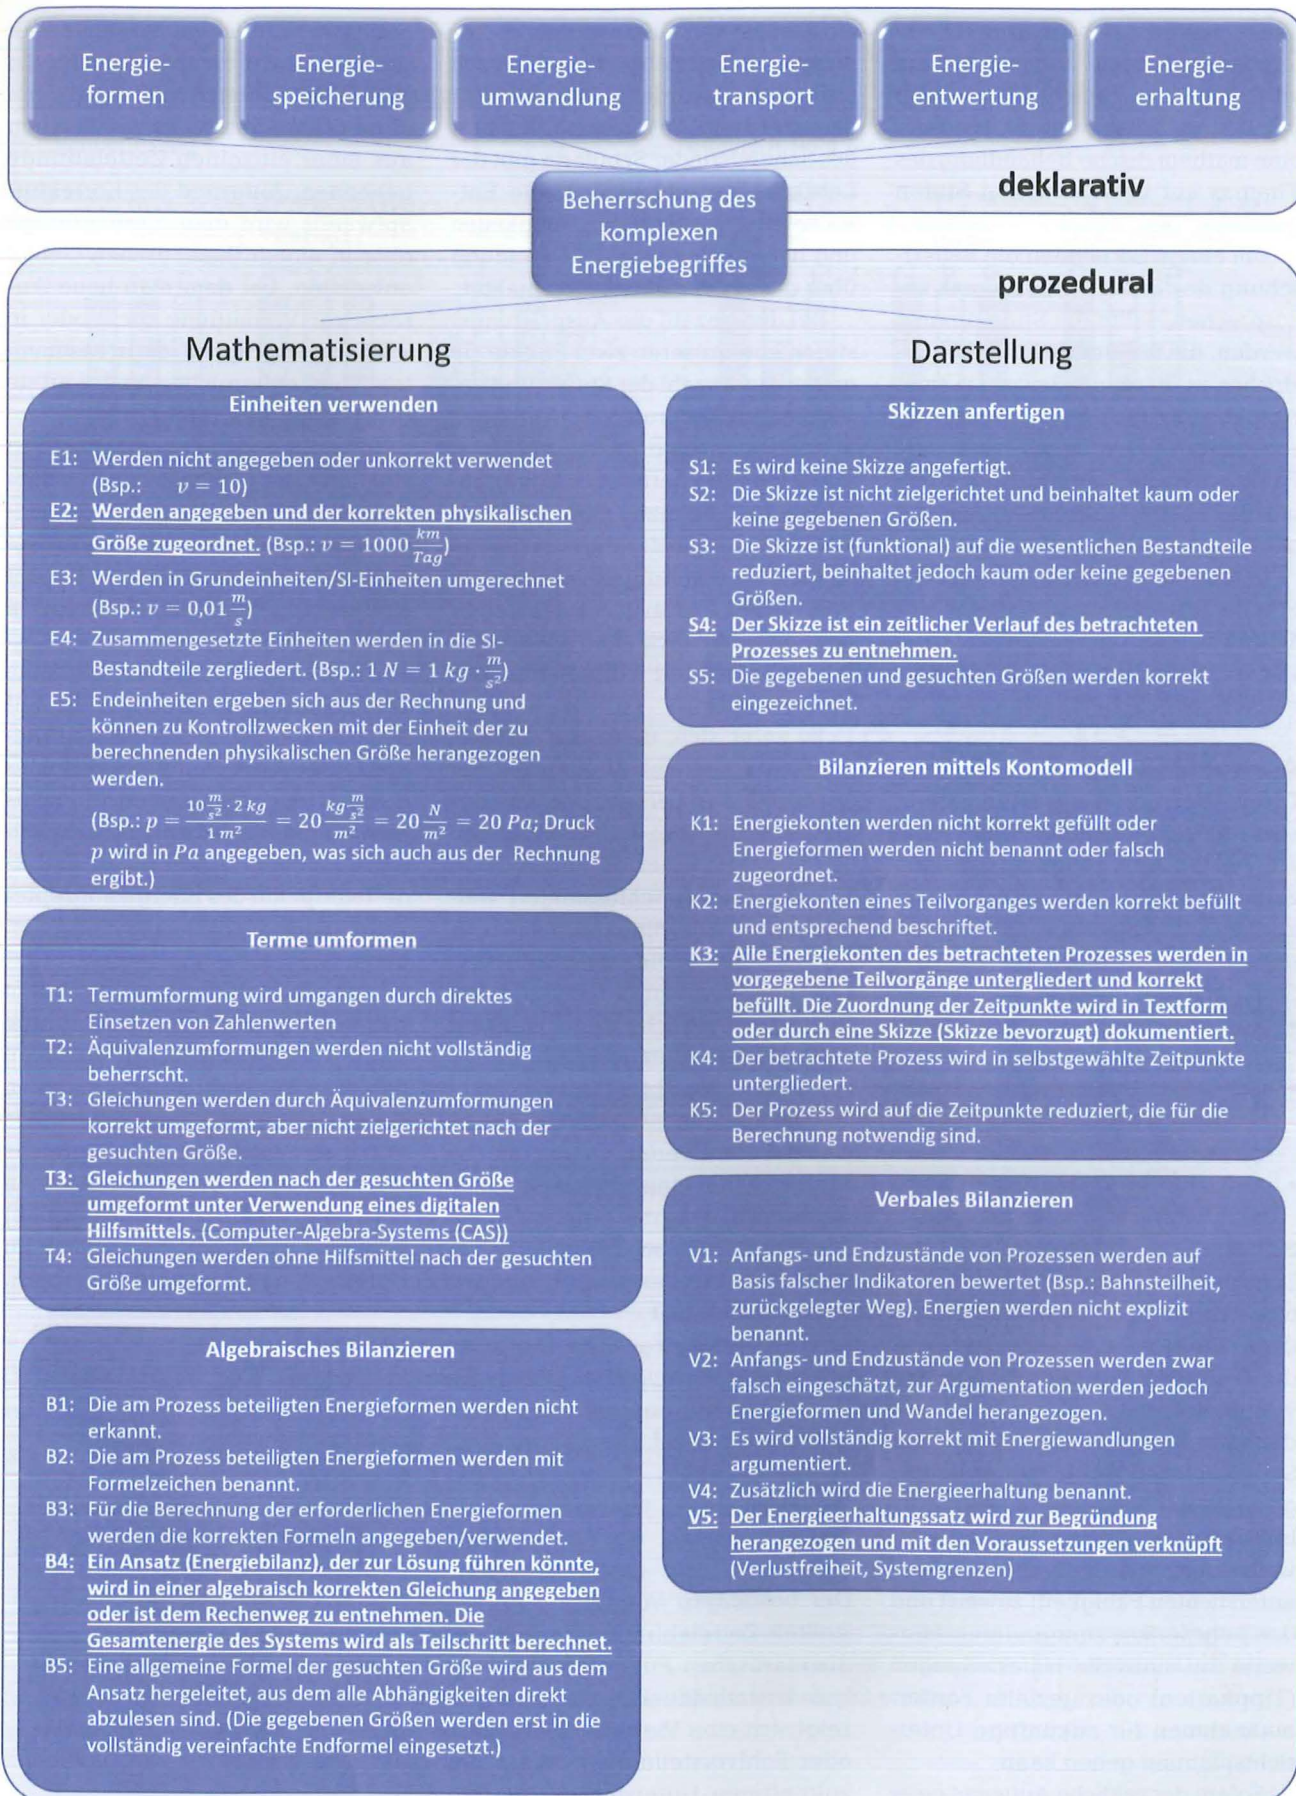 Energie-
formen
Energie-
speicherung
Energie-
umwandlung
Energie-
transport
Energie-
entwertung
Energie-
erhaltung
deklarativ
Beherrschung des
komplexen
Energiebegriffes
prozedural
Mathematisierung
Einheiten verwenden
E1: Werden nicht angegeben oder unkorrekt verwendet
(Bsp.: v = 10)
E2: Werden angegeben und der korrekten physikalischen
Größe zugeordnet. (Bsp.: v = 1000 km/Tag)
E3: Werden in Grundeinheiten/SI-Einheiten umgerechnet
(Bsp.: v = 0,01 m/s)
E4: Zusammengesetzte Einheiten werden in die SI-
Bestandteile zergliedert. (Bsp.: 1 N = 1 kg · m/s²)
E5: Endeinheiten ergeben sich aus der Rechnung und
können zu Kontrollzwecken mit der Einheit der zu
berechnenden physikalischen Größe herangezogen
werden.
(Bsp.: p = (10 m/s² · 2 kg)/(1 m²) = 20 (kg·m/s²)/m² = 20 N/m² = 20 Pa; Druck
p wird in Pa angegeben, was sich auch aus der Rechnung
ergibt.)
Terme umformen
T1: Termumformung wird umgangen durch direktes
Einsetzen von Zahlenwerten
T2: Äquivalenzumformungen werden nicht vollständig
beherrscht.
T3: Gleichungen werden durch Äquivalenzumformungen
korrekt umgeformt, aber nicht zielgerichtet nach der
gesuchten Größe.
T3: Gleichungen werden nach der gesuchten Größe
umgeformt unter Verwendung eines digitalen
Hilfsmittels. (Computer-Algebra-Systems (CAS))
T4: Gleichungen werden ohne Hilfsmittel nach der gesuchten
Größe umgeformt.
Algebraisches Bilanzieren
B1: Die am Prozess beteiligten Energieformen werden nicht
erkannt.
B2: Die am Prozess beteiligten Energieformen werden mit
Formelzeichen benannt.
B3: Für die Berechnung der erforderlichen Energieformen
werden die korrekten Formeln angegeben/verwendet.
B4: Ein Ansatz (Energiebilanz), der zur Lösung führen könnte,
wird in einer algebraisch korrekten Gleichung angegeben
oder ist dem Rechenweg zu entnehmen. Die
Gesamtenergie des Systems wird als Teilschritt berechnet.
B5: Eine allgemeine Formel der gesuchten Größe wird aus dem
Ansatz hergeleitet, aus dem alle Abhängigkeiten direkt
abzulesen sind. (Die gegebenen Größen werden erst in die
vollständig vereinfachte Endformel eingesetzt.)
Darstellung
Skizzen anfertigen
S1: Es wird keine Skizze angefertigt.
S2: Die Skizze ist nicht zielgerichtet und beinhaltet kaum oder
keine gegebenen Größen.
S3: Die Skizze ist (funktional) auf die wesentlichen Bestandteile
reduziert, beinhaltet jedoch kaum oder keine gegebenen
Größen.
S4: Der Skizze ist ein zeitlicher Verlauf des betrachteten
Prozesses zu entnehmen.
S5: Die gegebenen und gesuchten Größen werden korrekt
eingezeichnet.
Bilanzieren mittels Kontomodell
K1: Energiekonten werden nicht korrekt gefüllt oder
Energieformen werden nicht benannt oder falsch
zugeordnet.
K2: Energiekonten eines Teilvorganges werden korrekt befüllt
und entsprechend beschriftet.
K3: Alle Energiekonten des betrachteten Prozesses werden in
vorgegebene Teilvorgänge untergliedert und korrekt
befüllt. Die Zuordnung der Zeitpunkte wird in Textform
oder durch eine Skizze (Skizze bevorzugt) dokumentiert.
K4: Der betrachtete Prozess wird in selbstgewählte Zeitpunkte
untergliedert.
K5: Der Prozess wird auf die Zeitpunkte reduziert, die für die
Berechnung notwendig sind.
Verbales Bilanzieren
V1: Anfangs- und Endzustände von Prozessen werden auf
Basis falscher Indikatoren bewertet (Bsp.: Bahnsteilheit,
zurückgelegter Weg). Energien werden nicht explizit
benannt.
V2: Anfangs- und Endzustände von Prozessen werden zwar
falsch eingeschätzt, zur Argumentation werden jedoch
Energieformen und Wandel herangezogen.
V3: Es wird vollständig korrekt mit Energiewandlungen
argumentiert.
V4: Zusätzlich wird die Energieerhaltung benannt.
V5: Der Energieerhaltungssatz wird zur Begründung
herangezogen und mit den Voraussetzungen verknüpft
(Verlustfreiheit, Systemgrenzen)